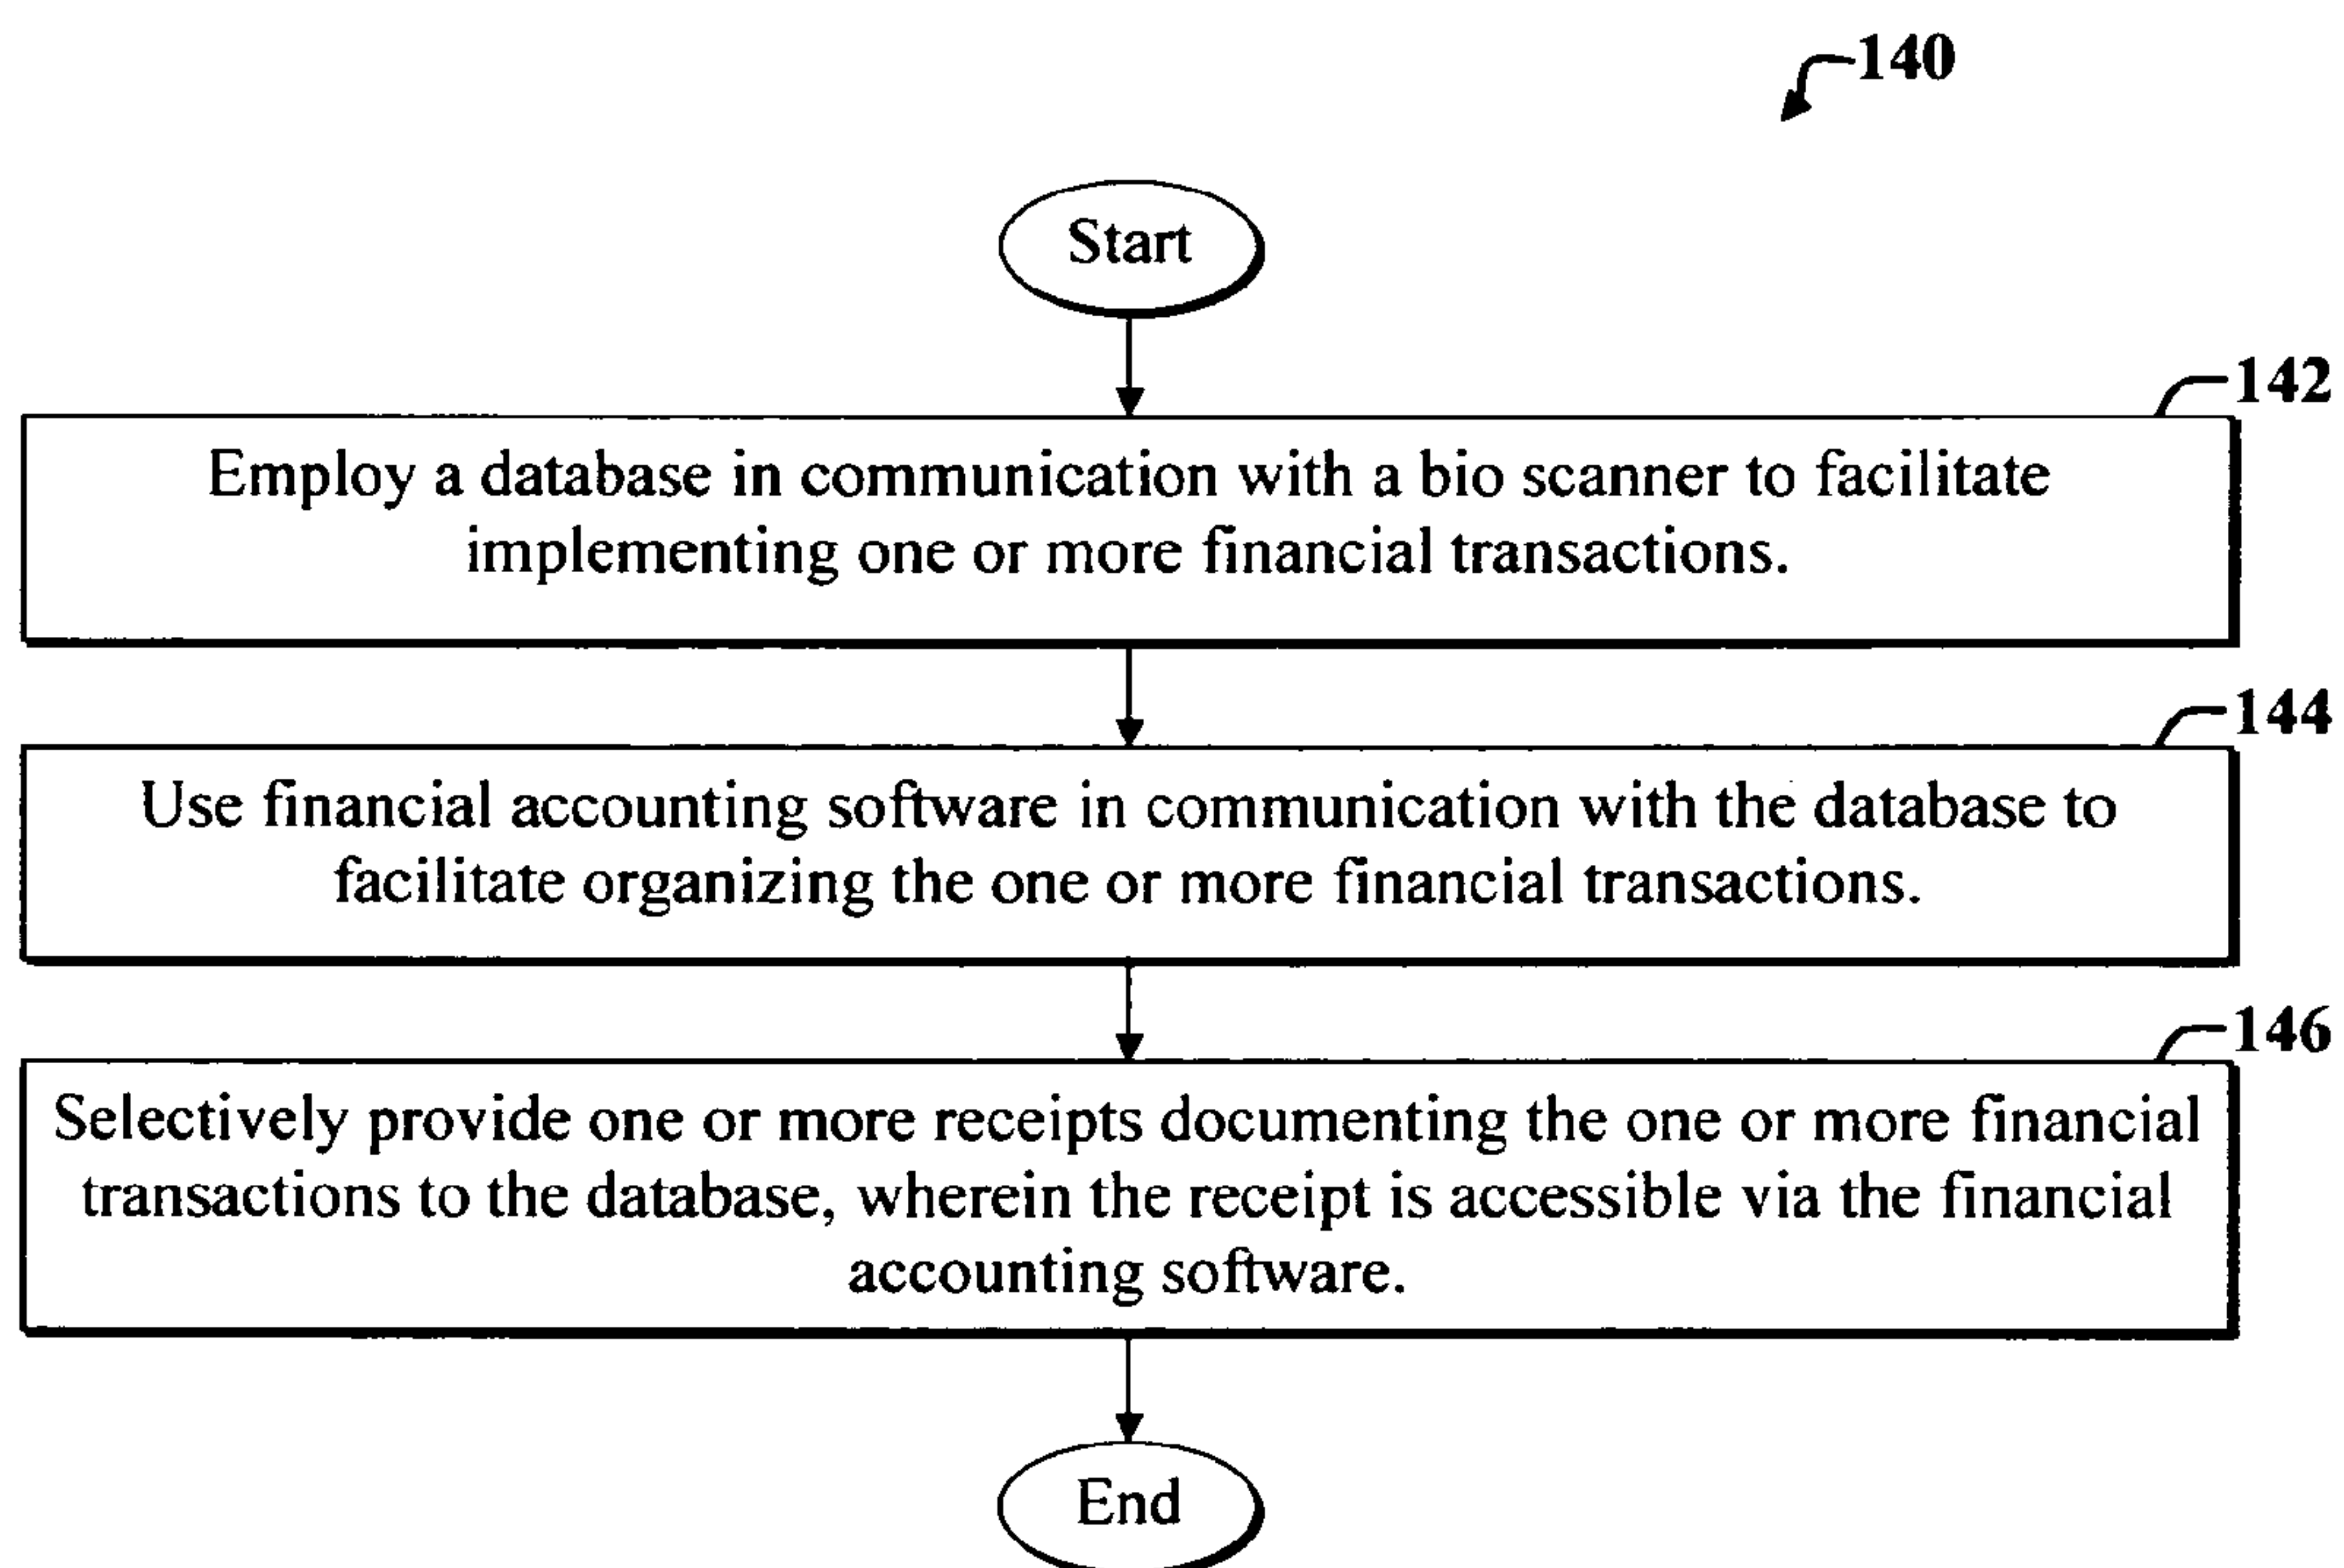 140
Start
142
Employ a database in communication with a bio scanner to facilitate
implementing one or more financial transactions.
144
Use financial accounting software in communication with the database to
facilitate organizing the one or more financial transactions.
146
Selectively provide one or more receipts documenting the one or more financial
transactions to the database, wherein the receipt is accessible via the financial
accounting software.
End